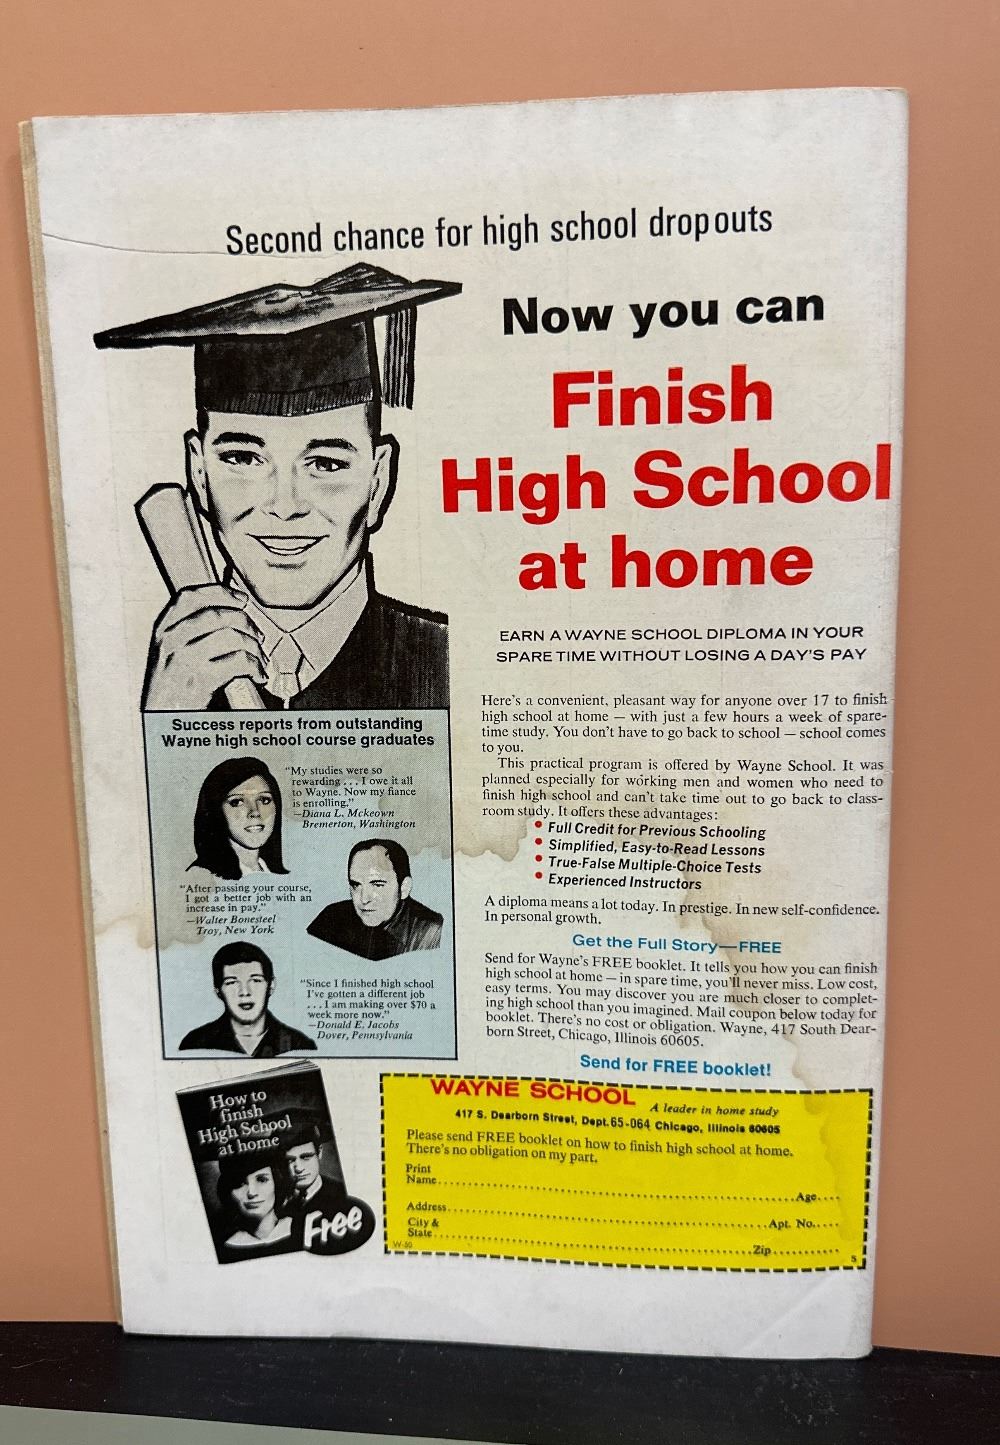 Second chance for high school dropouts
Now you can
Finish
High School
at home
EARN A WAYNE SCHOOL DIPLOMA IN YOUR
SPARE TIME WITHOUT LOSING A DAY'S PAY
Here's a convenient, pleasant way for anyone over 17 to finish
high school at home — with just a few hours a week of spare-
time study. You don't have to go back to school — school comes
to you.
This practical program is offered by Wayne School. It was
planned especially for working men and women who need to
finish high school and can't take time out to go back to class-
room study. It offers these advantages:
• Full Credit for Previous Schooling
• Simplified, Easy-to-Read Lessons
• True-False Multiple-Choice Tests
• Experienced Instructors
A diploma means a lot today. In prestige. In new self-confidence.
In personal growth.
Get the Full Story—FREE
Send for Wayne's FREE booklet. It tells you how you can finish
high school at home — in spare time, you'll never miss. Low cost,
easy terms. You may discover you are much closer to complet-
ing high school than you imagined. Mail coupon below today for
booklet. There's no cost or obligation. Wayne, 417 South Dear-
born Street, Chicago, Illinois 60605.
Send for FREE booklet!
Success reports from outstanding
Wayne high school course graduates
"My studies were so
rewarding . . . I owe it all
to Wayne. Now my fiance
is enrolling."
—Diana L. Mckeown
Bremerton, Washington
"After passing your course,
I got a better job with an
increase in pay."
—Walter Bonesteel
Troy, New York
"Since I finished high school
I've gotten a different job
. . . I am making over $70 a
week more now."
—Donald E. Jacobs
Dover, Pennsylvania
How to
finish
High School
at home
Free
WAYNE SCHOOL
A leader in home study
417 S. Dearborn Street, Dept. 65-064 Chicago, Illinois 60605
Please send FREE booklet on how to finish high school at home.
There's no obligation on my part.
Print
Name..........Age....
Address..........Apt. No.....
City &
State..........Zip..........
W-50
5